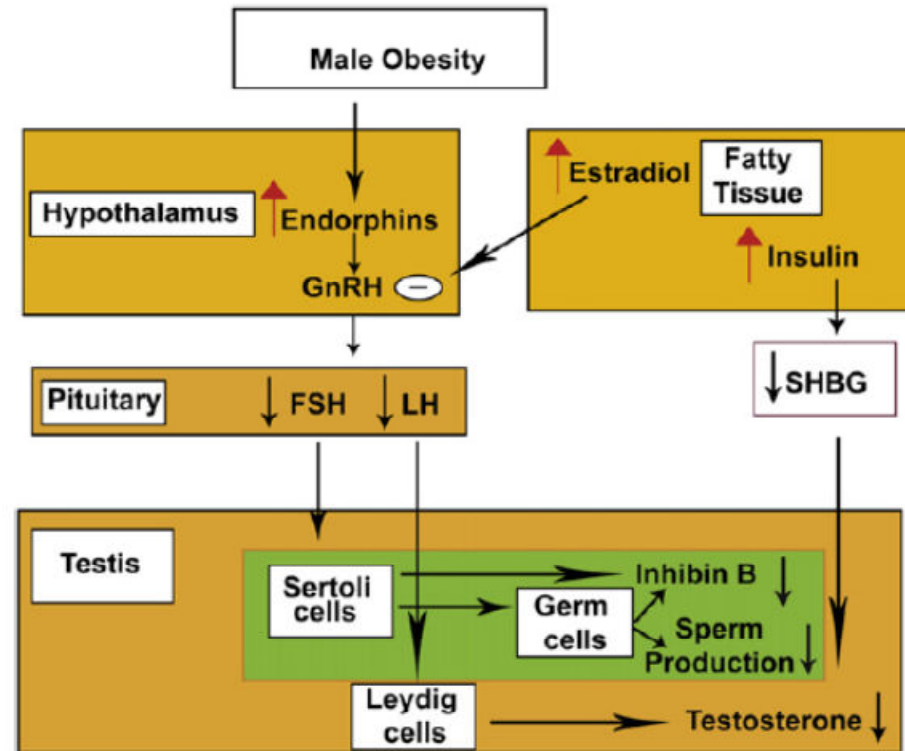 Male Obesity
Hypothalamus
Endorphins
GnRH −
Estradiol
Fatty
Tissue
Insulin
SHBG
Pituitary
FSH
LH
Testis
Sertoli
cells
Germ
cells
Inhibin B
Sperm
Production
Leydig
cells
Testosterone